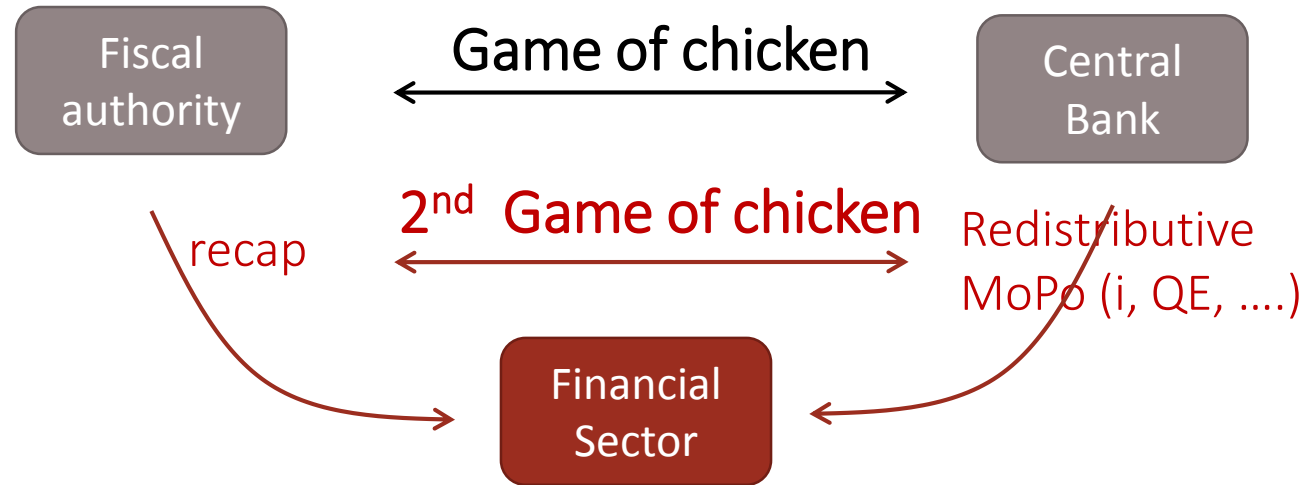 Fiscal
authority
Game of chicken
Central
Bank
2nd Game of chicken
recap
Redistributive
MoPo (i, QE, ....)
Financial
Sector